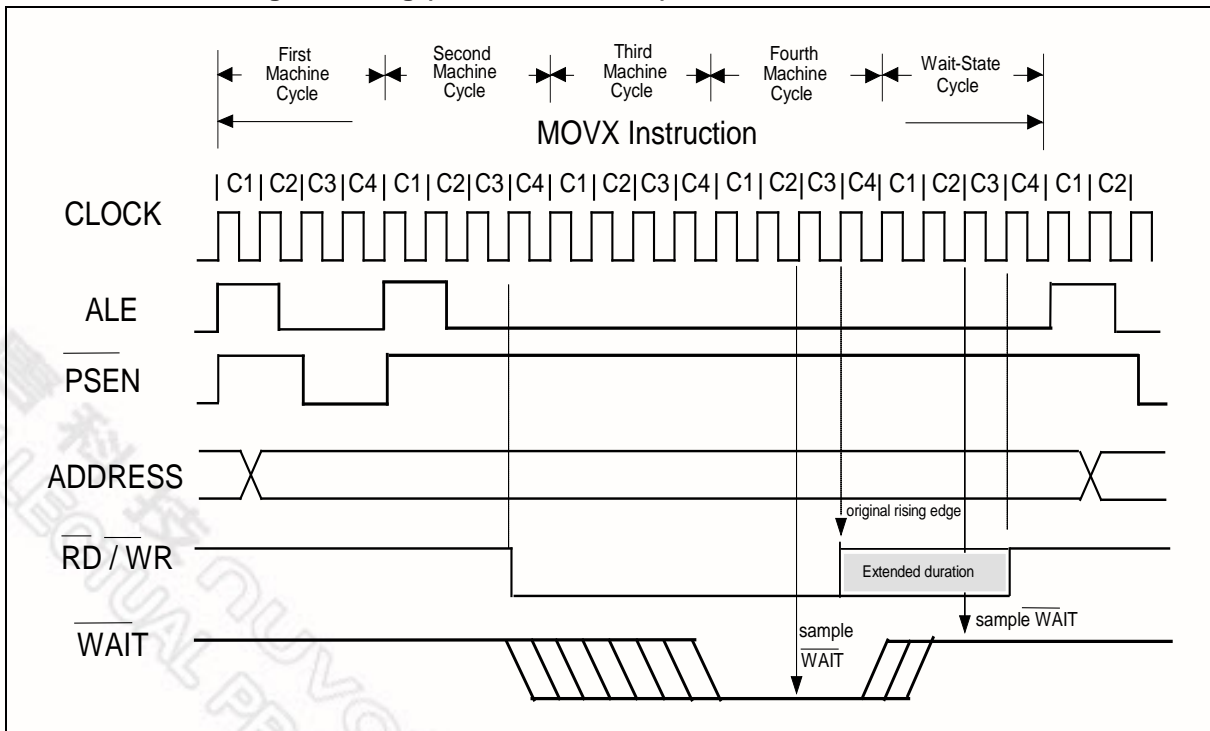 First Machine Cycle
Second Machine Cycle
Third Machine Cycle
Fourth Machine Cycle
Wait-State Cycle
MOVX Instruction
| C1| C2| C3| C4| C1| C2| C3| C4| C1| C2| C3| C4| C1| C2| C3| C4| C1| C2| C3| C4| C1| C2|
CLOCK
ALE
PSEN
ADDRESS
original rising edge
RD / WR
Extended duration
WAIT
sample WAIT
sample WAIT